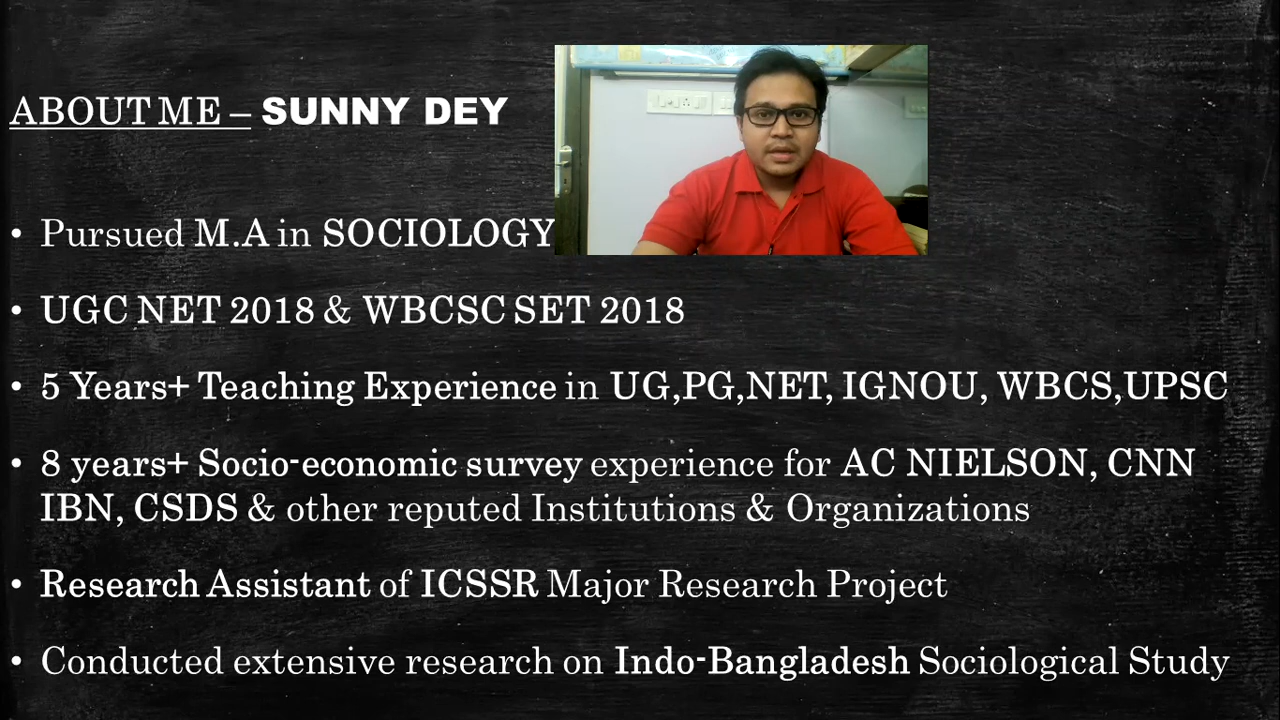 ABOUT ME – SUNNY DEY
• Pursued M.A in SOCIOLOGY
• UGC NET 2018 & WBCSC SET 2018
• 5 Years+ Teaching Experience in UG,PG,NET, IGNOU, WBCS,UPSC
• 8 years+ Socio-economic survey experience for AC NIELSON, CNN
IBN, CSDS & other reputed Institutions & Organizations
• Research Assistant of ICSSR Major Research Project
• Conducted extensive research on Indo-Bangladesh Sociological Study